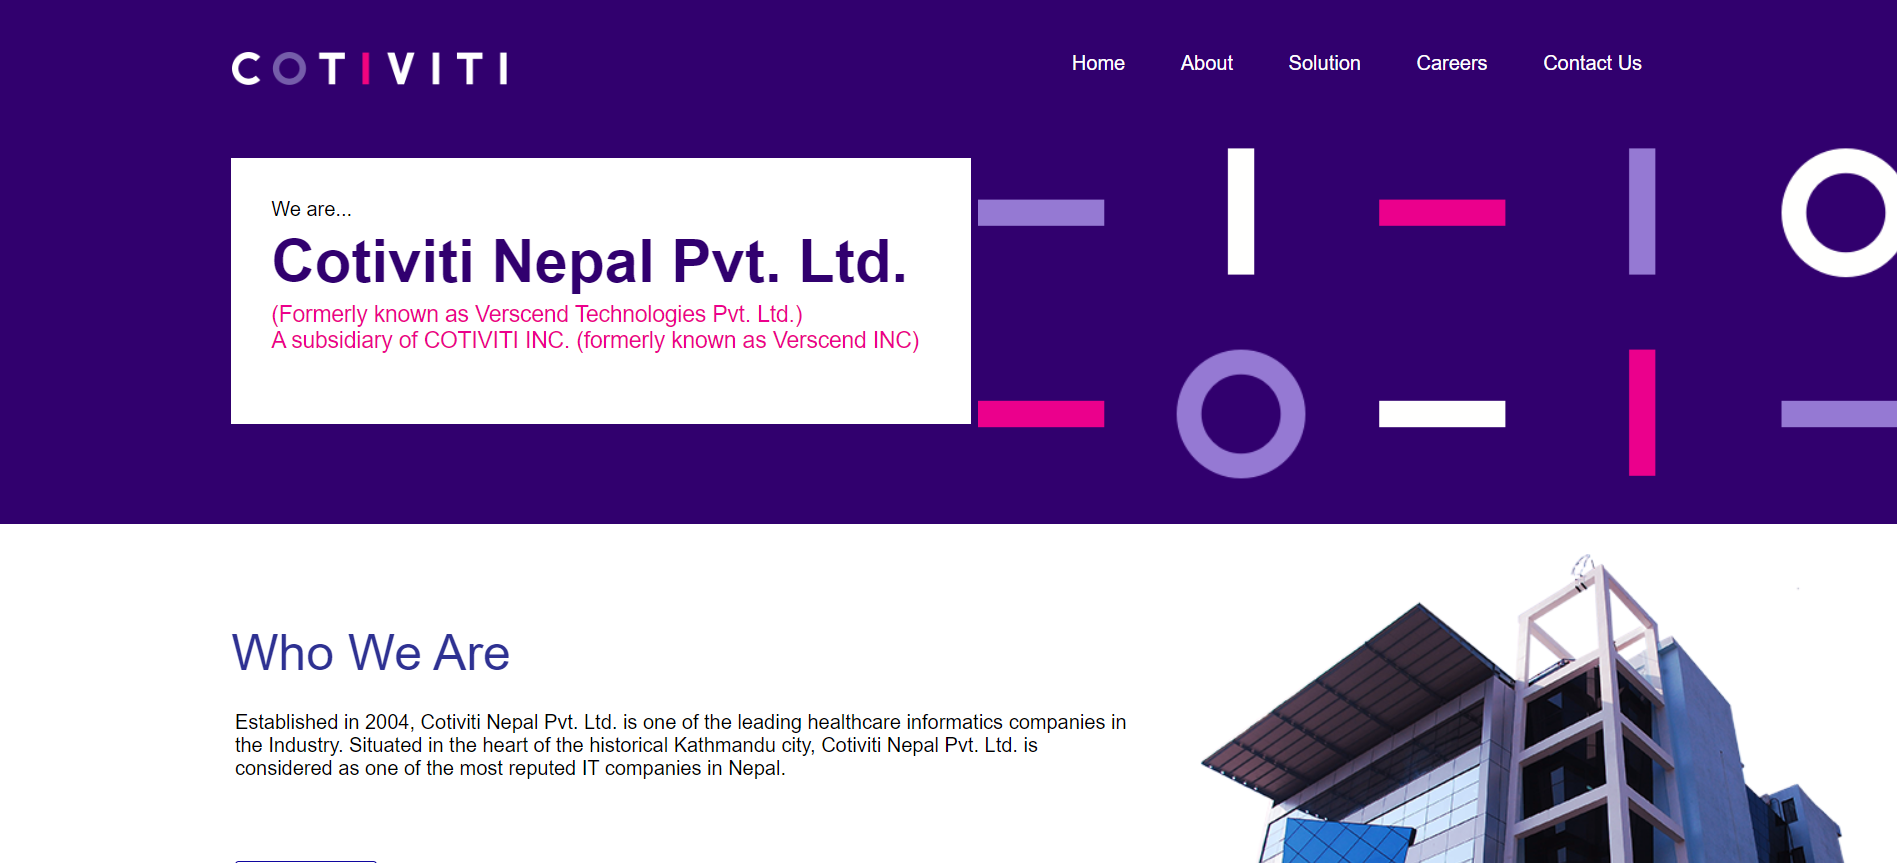 COTIVITI
Home About Solution Careers Contact Us
We are...
Cotiviti Nepal Pvt. Ltd.
(Formerly known as Verscend Technologies Pvt. Ltd.)
A subsidiary of COTIVITI INC. (formerly known as Verscend INC)
Who We Are
Established in 2004, Cotiviti Nepal Pvt. Ltd. is one of the leading healthcare informatics companies in
the Industry. Situated in the heart of the historical Kathmandu city, Cotiviti Nepal Pvt. Ltd. is
considered as one of the most reputed IT companies in Nepal.